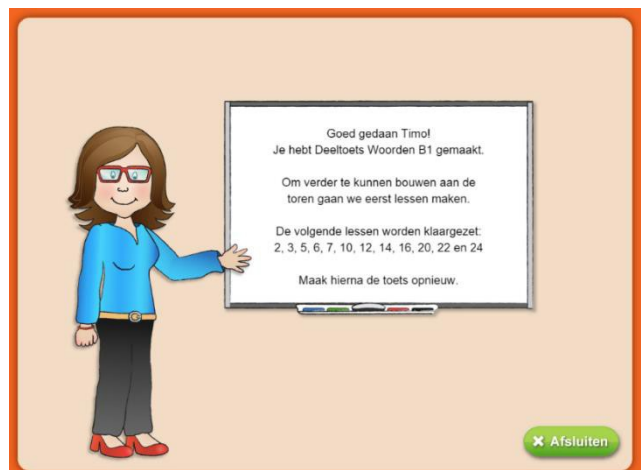 Goed gedaan Timo!
Je hebt Deeltoets Woorden B1 gemaakt.
Om verder te kunnen bouwen aan de
toren gaan we eerst lessen maken.
De volgende lessen worden klaargezet:
2, 3, 5, 6, 7, 10, 12, 14, 16, 20, 22 en 24
Maak hierna de toets opnieuw.
Afsluiten